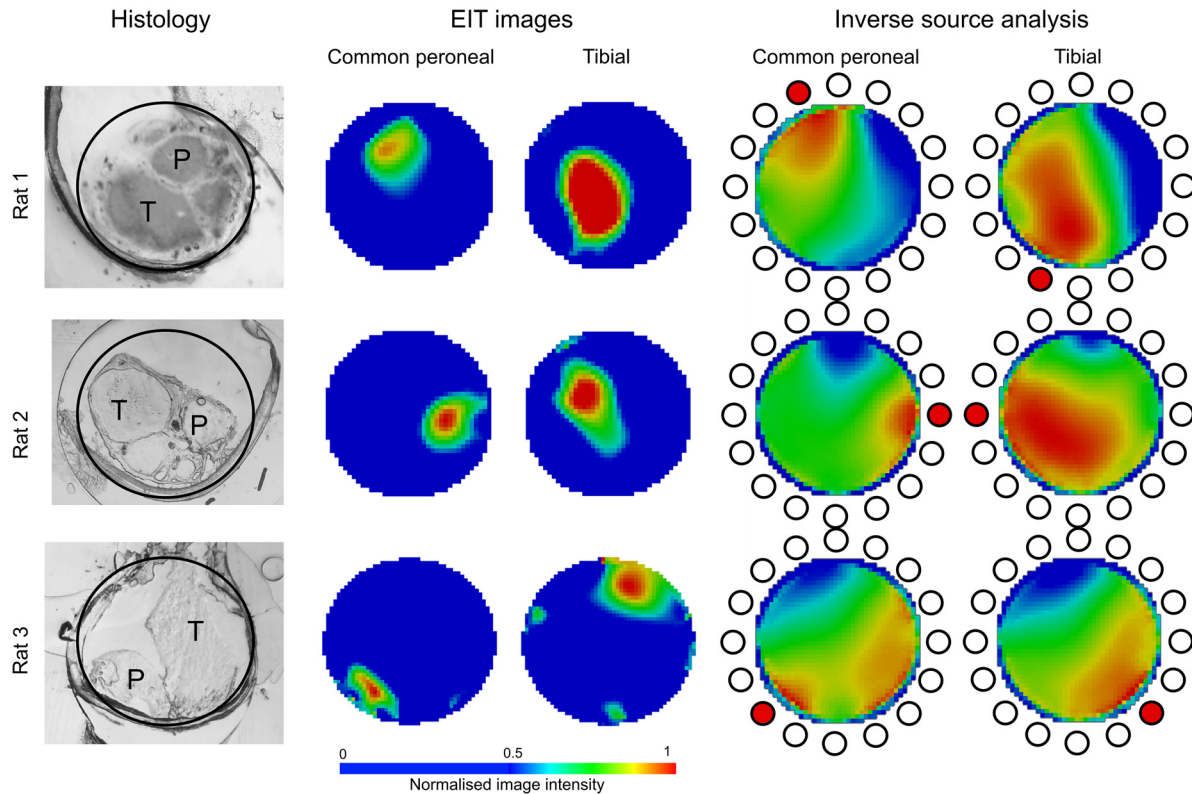 Histology
EIT images
Inverse source analysis
Common peroneal
Tibial
Common peroneal
Tibial
Rat 1
P
T
Rat 2
T
P
Rat 3
T
P
0
0.5
1
Normalised image intensity